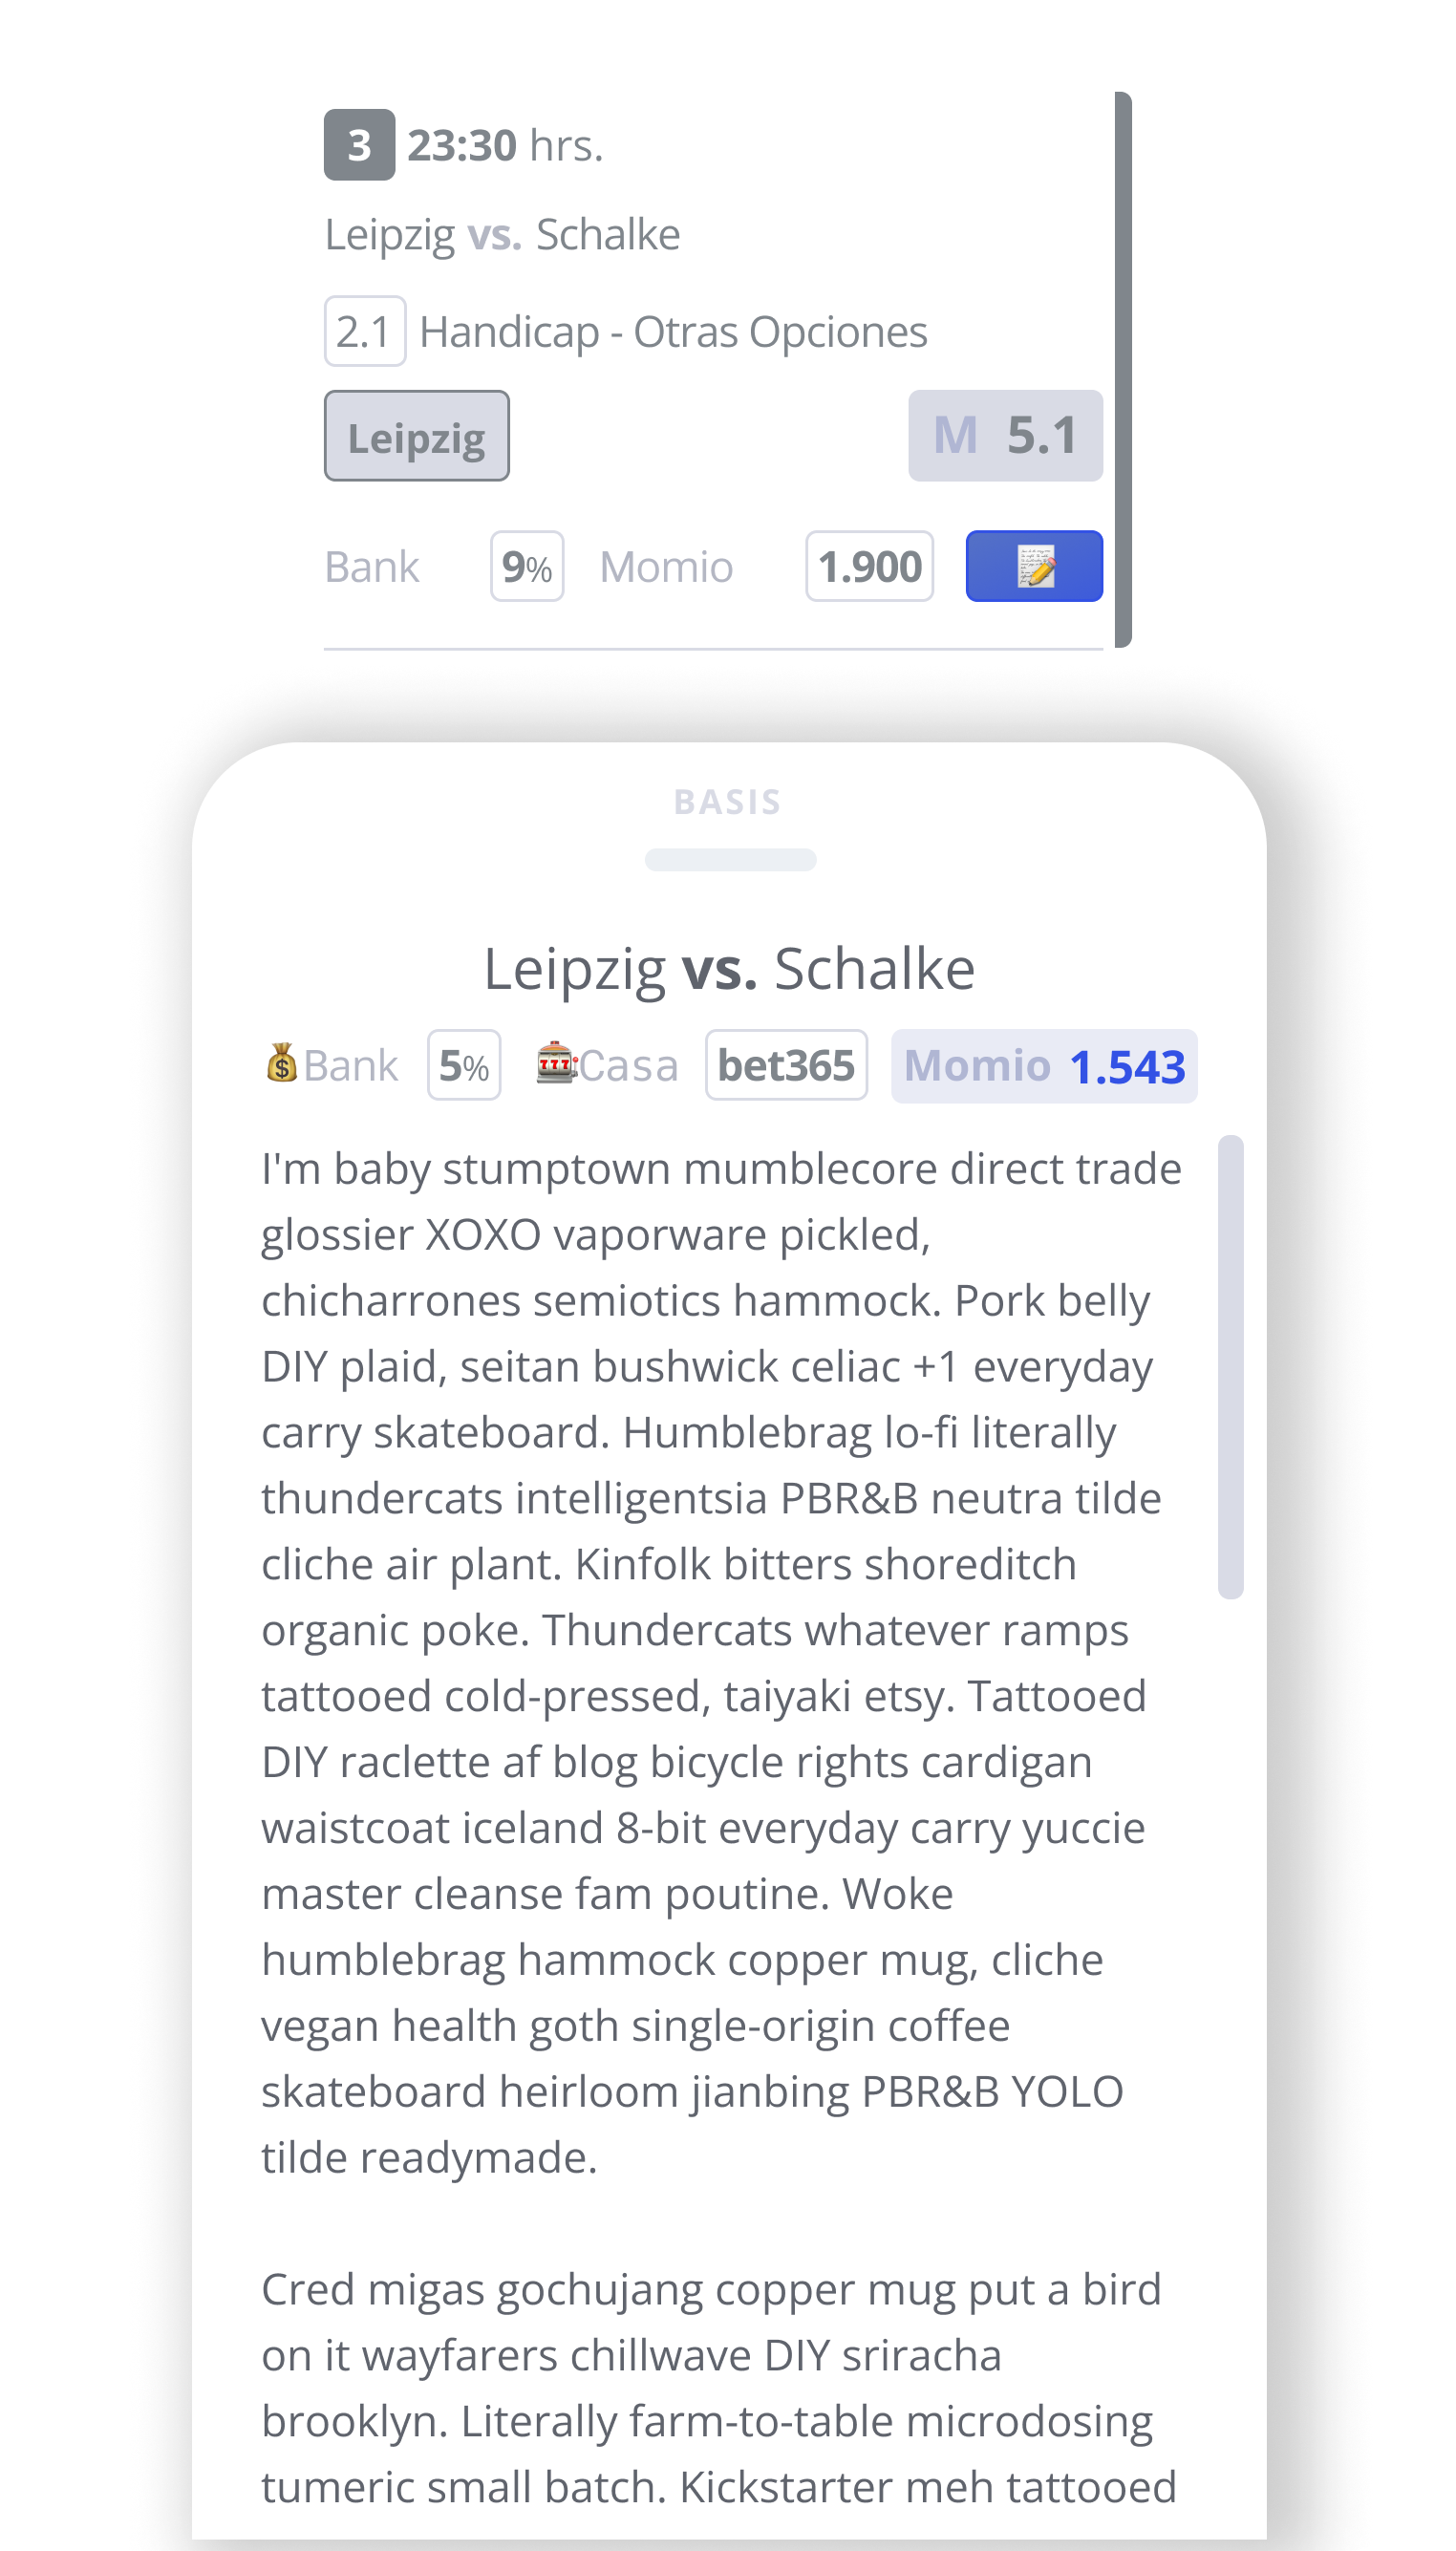 3 23:30 hrs.
Leipzig vs. Schalke
2.1 Handicap - Otras Opciones
Leipzig M 5.1
Bank 9% Momio 1.900
BASIS
Leipzig vs. Schalke
Bank 5% 777 Casa bet365 Momio 1.543
I'm baby stumptown mumblecore direct trade
glossier XOXO vaporware pickled,
chicharrones semiotics hammock. Pork belly
DIY plaid, seitan bushwick celiac +1 everyday
carry skateboard. Humblebrag lo-fi literally
thundercats intelligentsia PBR&B neutra tilde
cliche air plant. Kinfolk bitters shoreditch
organic poke. Thundercats whatever ramps
tattooed cold-pressed, taiyaki etsy. Tattooed
DIY raclette af blog bicycle rights cardigan
waistcoat iceland 8-bit everyday carry yuccie
master cleanse fam poutine. Woke
humblebrag hammock copper mug, cliche
vegan health goth single-origin coffee
skateboard heirloom jianbing PBR&B YOLO
tilde readymade.
Cred migas gochujang copper mug put a bird
on it wayfarers chillwave DIY sriracha
brooklyn. Literally farm-to-table microdosing
tumeric small batch. Kickstarter meh tattooed